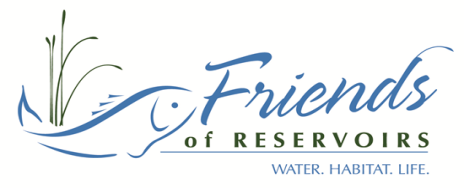 Friends
of RESERVOIRS
WATER. HABITAT. LIFE.